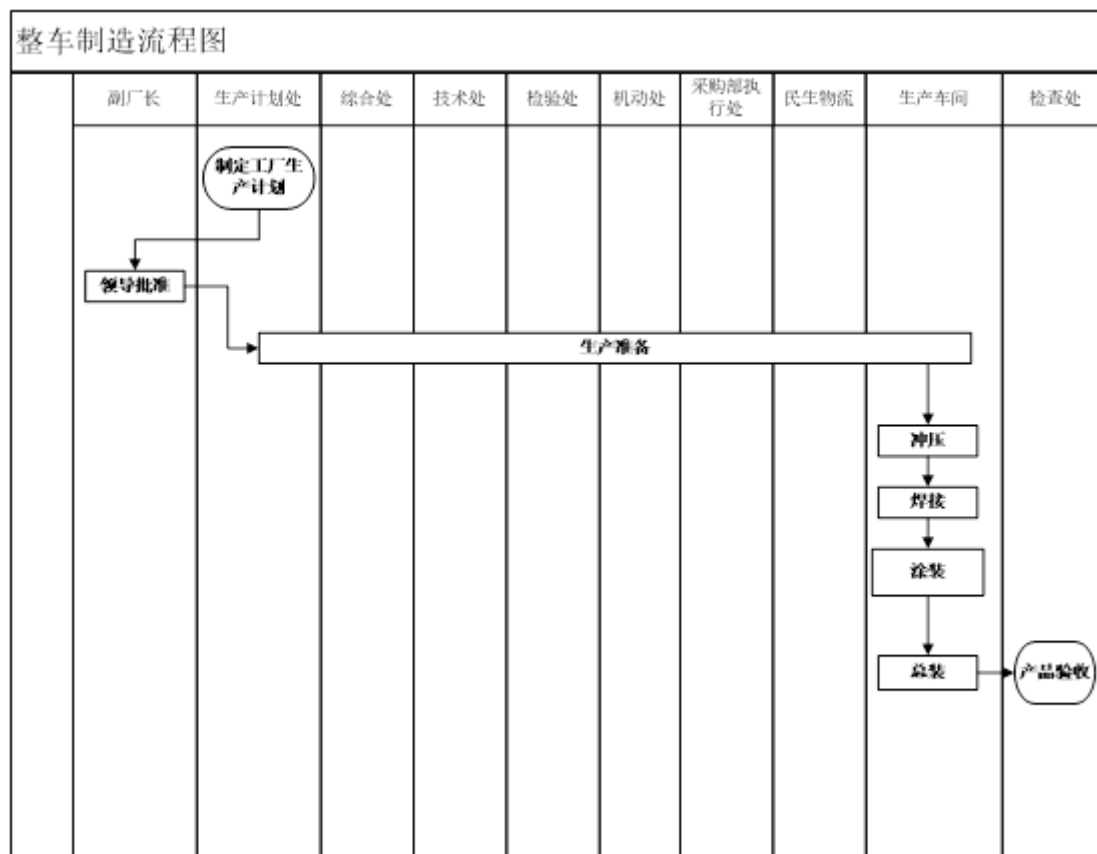 整车制造流程图
副厂长
生产计划处
综合处
技术处
检验处
机动处
采购部执
行处
民生物流
生产车间
检查处
制定工厂生
产计划
领导批准
生产准备
冲压
焊接
涂装
总装
产品验收